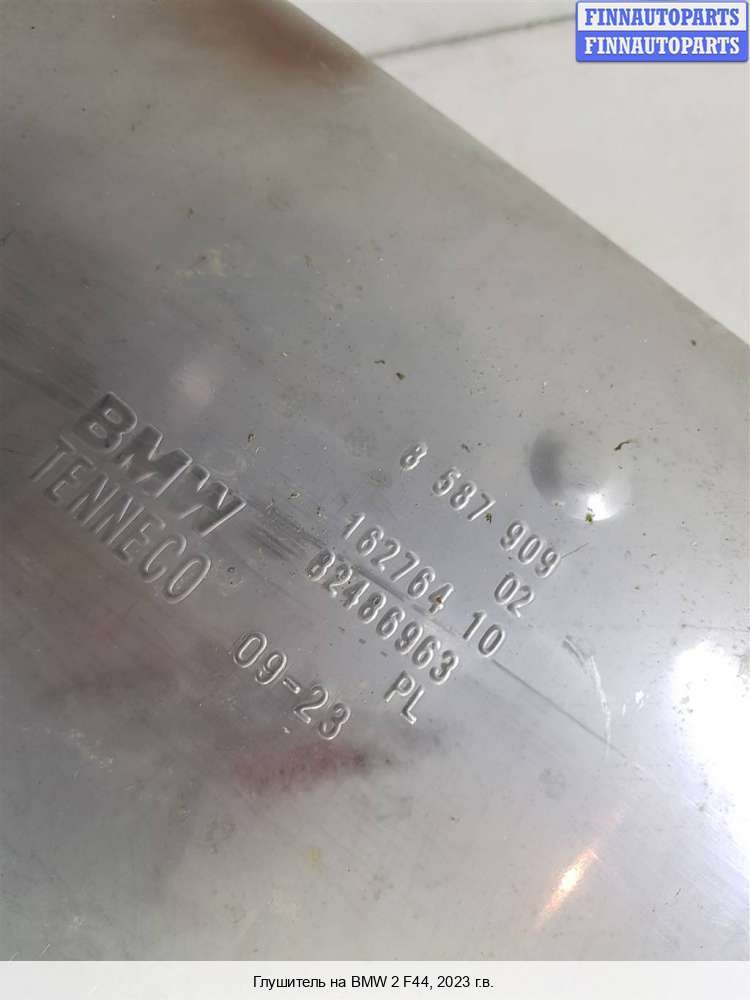 FINNAUTOPARTS
FINNAUTOPARTS
BMW
TENNECO
09-23
8 587 909
02
162764 10
82486963
PL
Глушитель на BMW 2 F44, 2023 г.в.